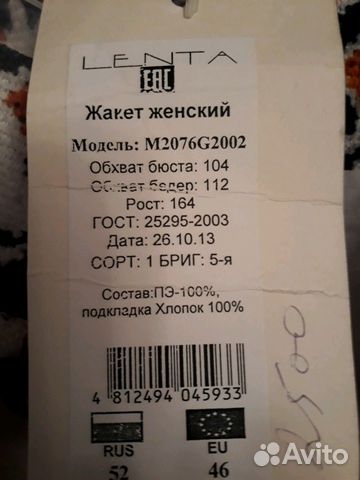 LENTA
EAC
Жакет женский
Модель: M2076G2002
Обхват бюста: 104
Обхват бедер: 112
Рост: 164
ГОСТ: 25295-2003
Дата: 26.10.13
СОРТ: 1 БРИГ: 5-я
Состав:ПЭ-100%,
подкладка Хлопок 100%
4 812494 045933
RUS EU
52 46
2500
Avito